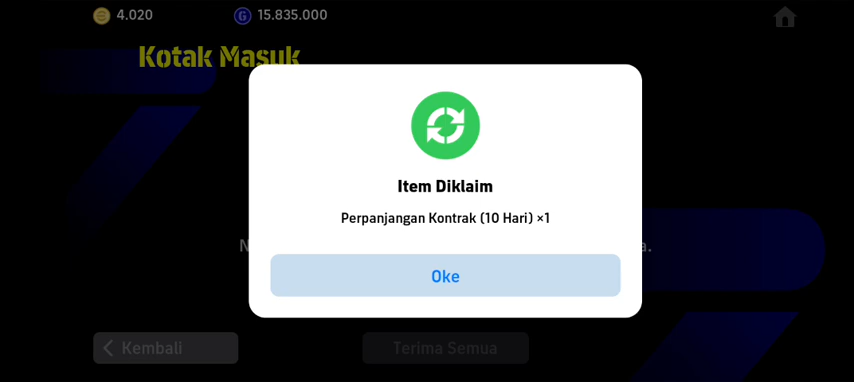 4.020
15.835.000
Kotak Masuk
Item Diklaim
Perpanjangan Kontrak (10 Hari) ×1
Oke
Kembali
Terima Semua